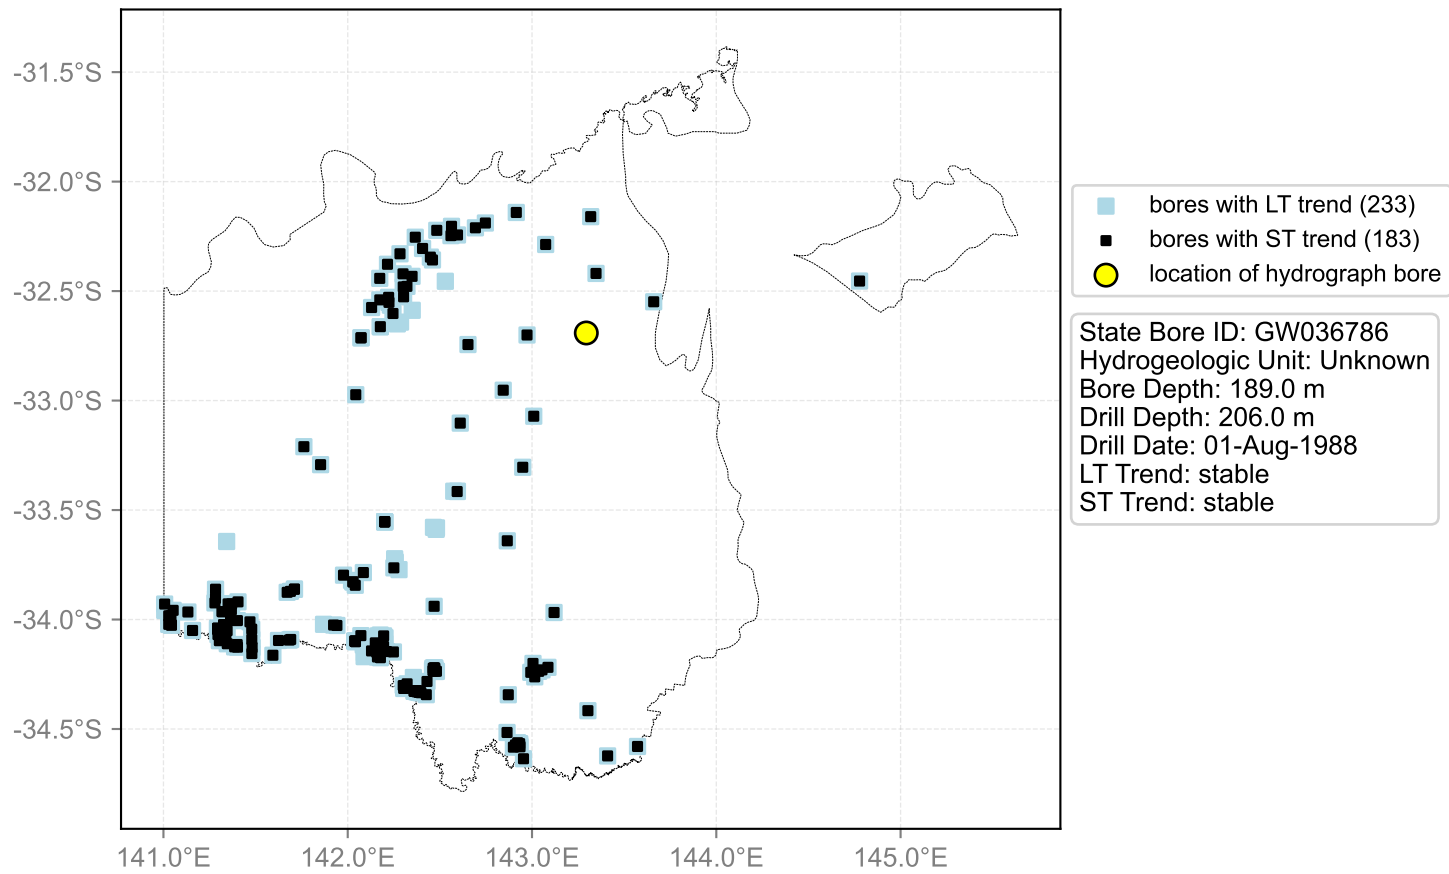 -31.5°S
-32.0°S
-32.5°S
-33.0°S
-33.5°S
-34.0°S
-34.5°S
141.0°E
142.0°E
143.0°E
144.0°E
145.0°E
bores with LT trend (233)
bores with ST trend (183)
location of hydrograph bore
State Bore ID: GW036786
Hydrogeologic Unit: Unknown
Bore Depth: 189.0 m
Drill Depth: 206.0 m
Drill Date: 01-Aug-1988
LT Trend: stable
ST Trend: stable